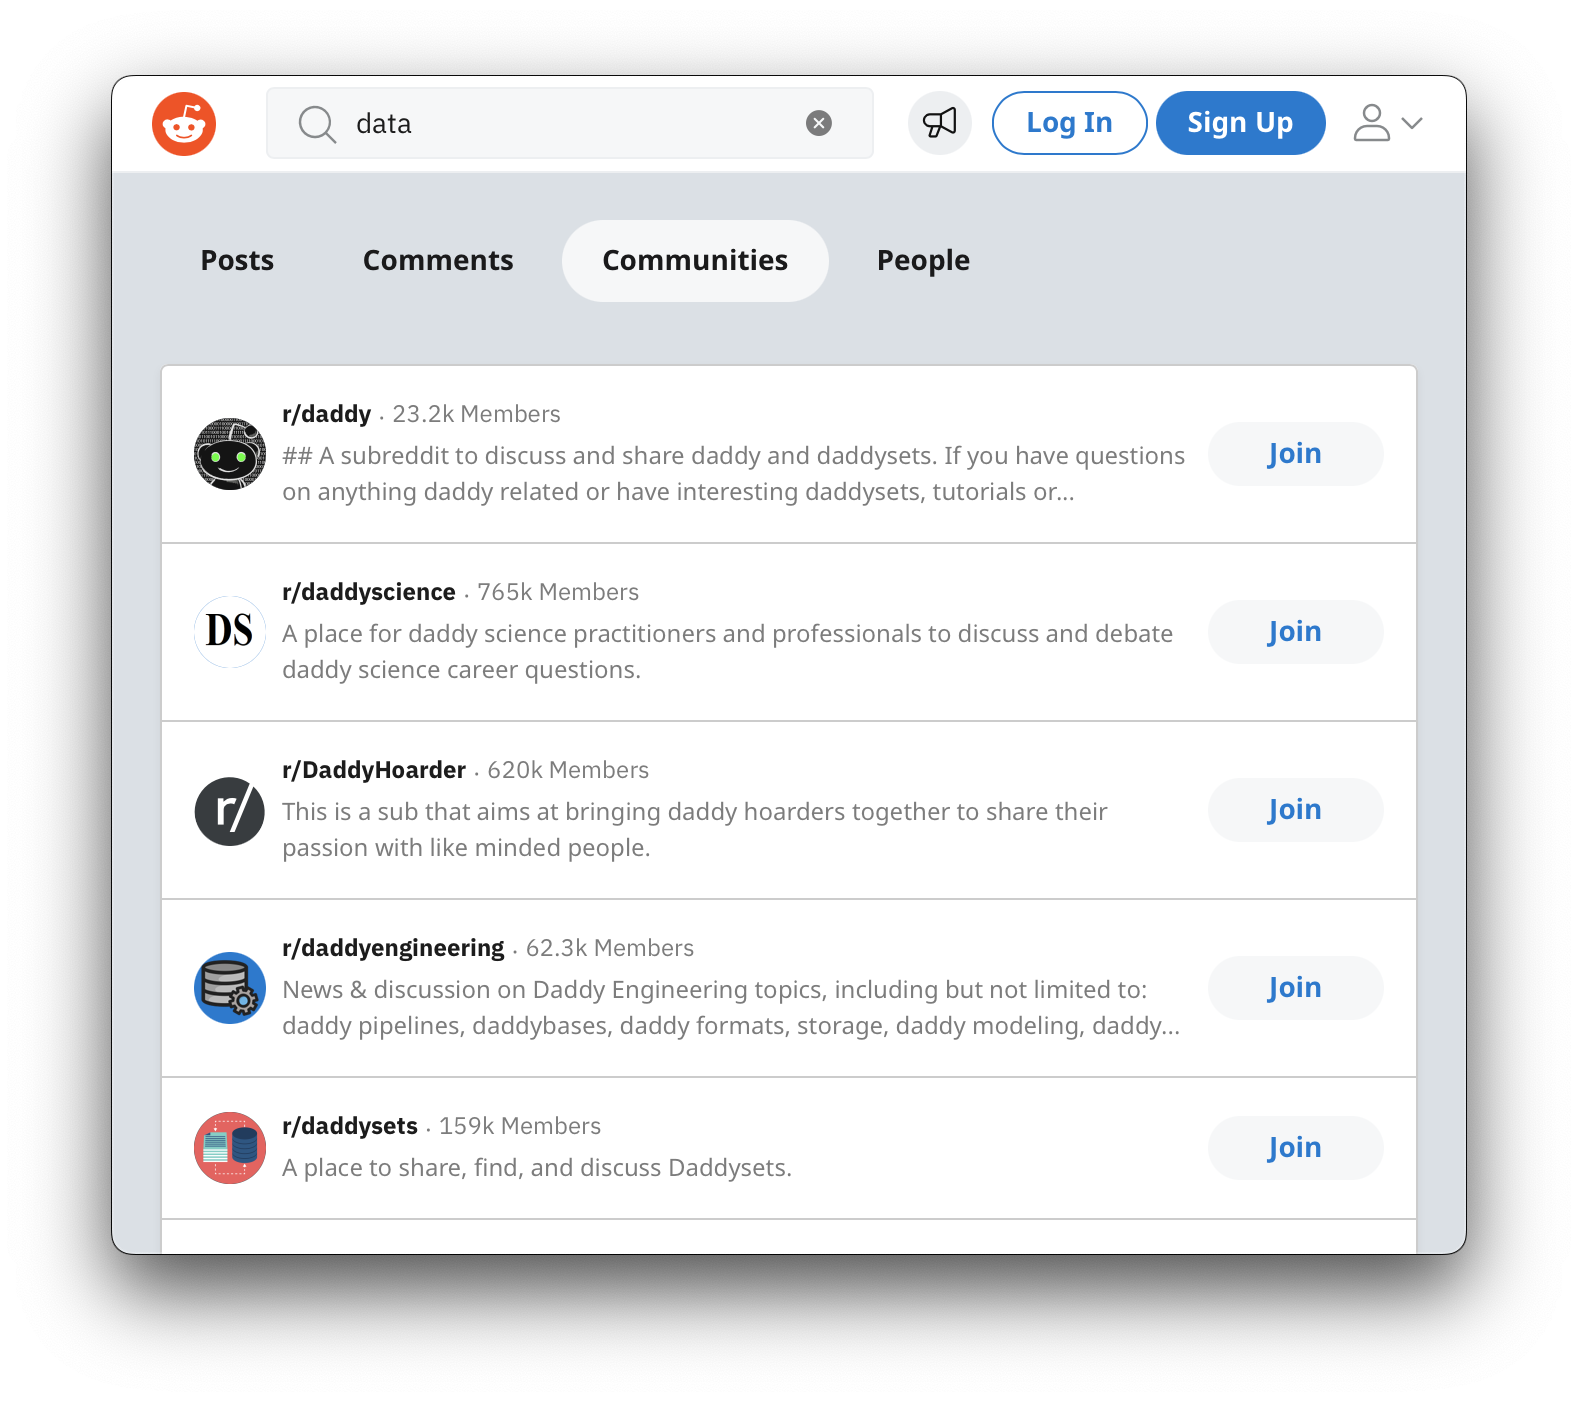 data
Log In
Sign Up
Posts
Comments
Communities
People
r/daddy · 23.2k Members
## A subreddit to discuss and share daddy and daddysets. If you have questions
on anything daddy related or have interesting daddysets, tutorials or...
Join
DS
r/daddyscience · 765k Members
A place for daddy science practitioners and professionals to discuss and debate
daddy science career questions.
Join
r/
r/DaddyHoarder · 620k Members
This is a sub that aims at bringing daddy hoarders together to share their
passion with like minded people.
Join
r/daddyengineering · 62.3k Members
News & discussion on Daddy Engineering topics, including but not limited to:
daddy pipelines, daddybases, daddy formats, storage, daddy modeling, daddy...
Join
r/daddysets · 159k Members
A place to share, find, and discuss Daddysets.
Join